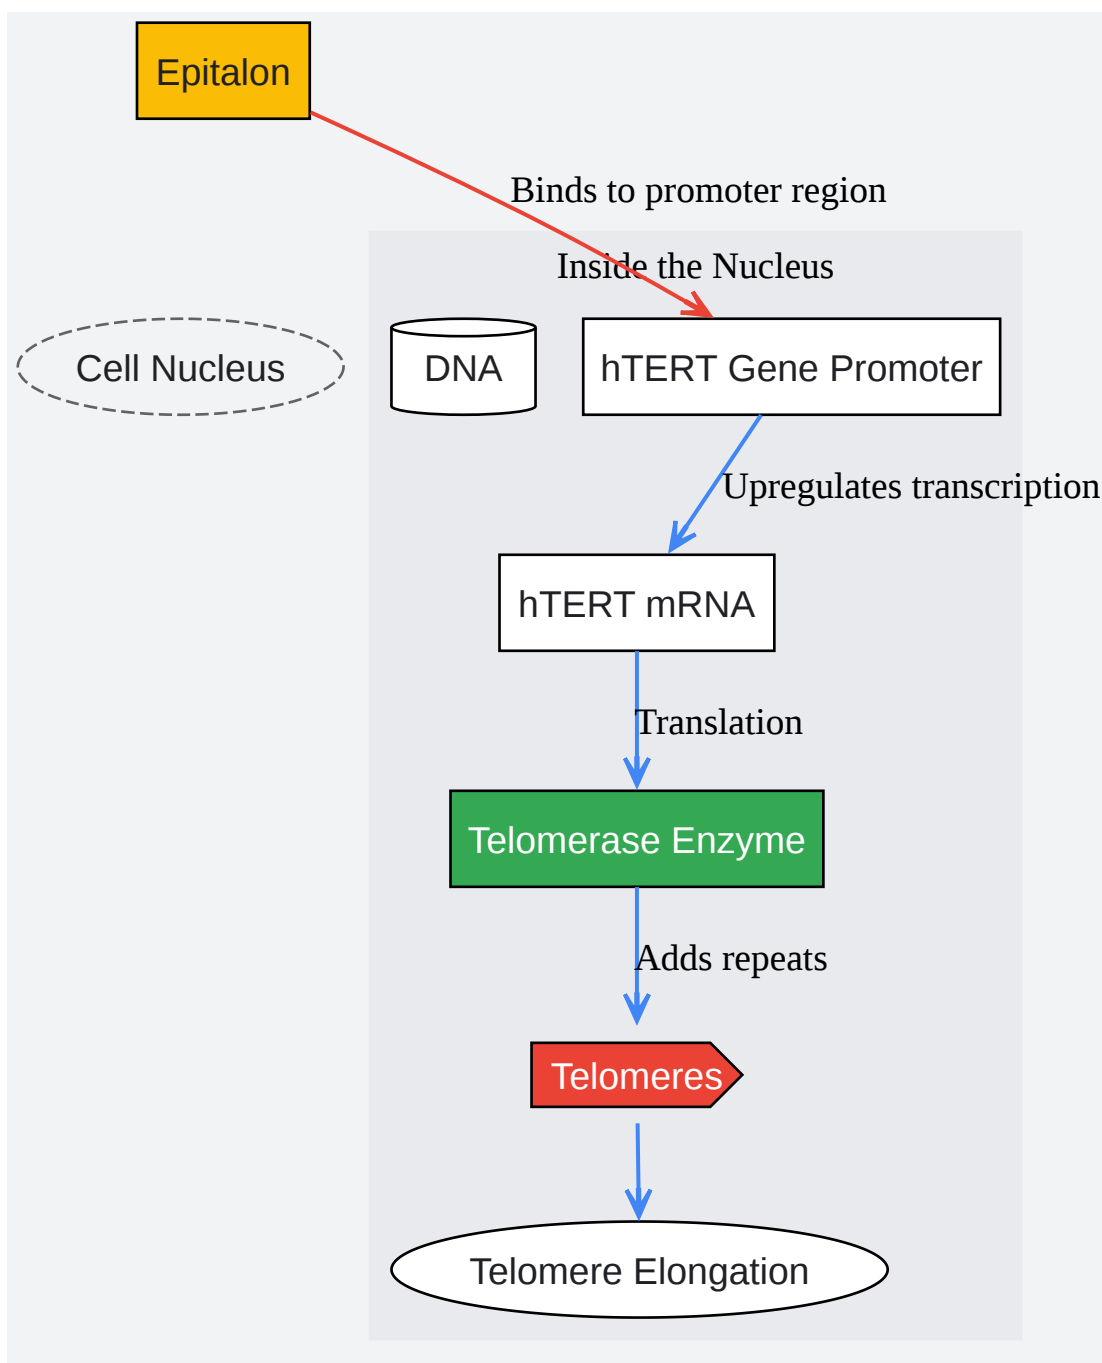 Epitalon
Binds to promoter region
Inside the Nucleus
Cell Nucleus
DNA
hTERT Gene Promoter
Upregulates transcription
hTERT mRNA
Translation
Telomerase Enzyme
Adds repeats
Telomeres
Telomere Elongation